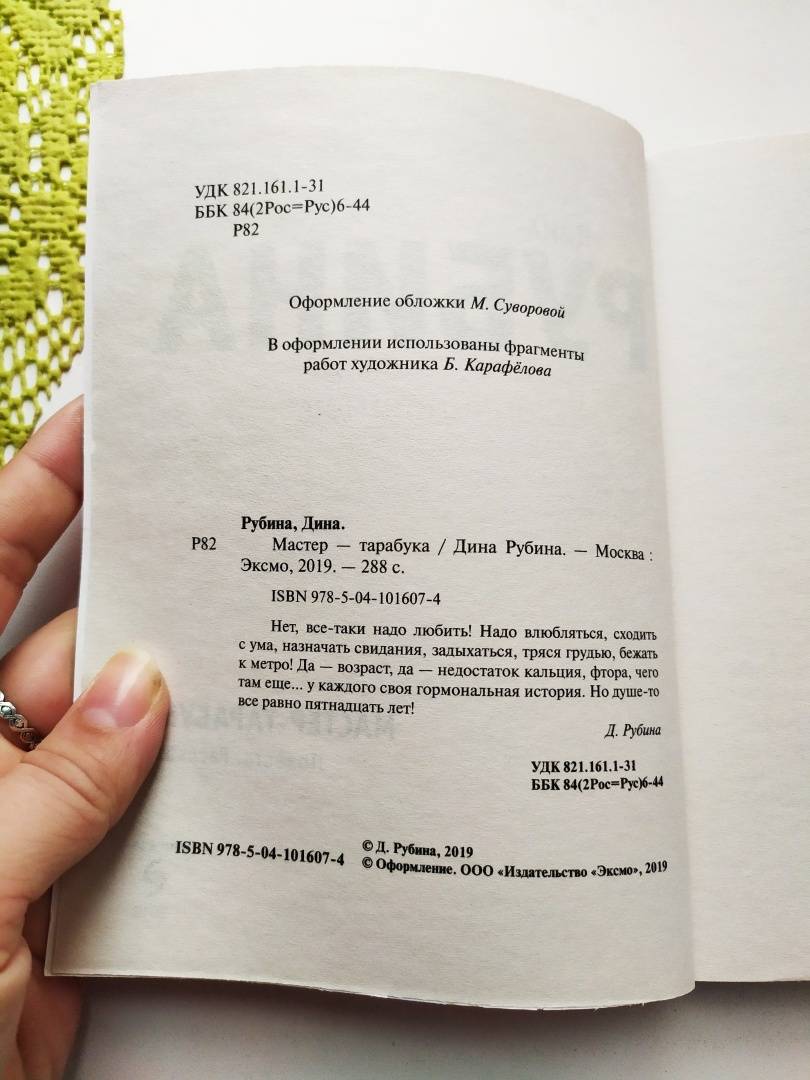 УДК 821.161.1-31
ББК 84(2Рос=Рус)6-44
Р82
Оформление обложки М. Суворовой
В оформлении использованы фрагменты
работ художника Б. Карафёлова
Рубина, Дина.
Р82 Мастер — тарабука / Дина Рубина. — Москва :
Эксмо, 2019. — 288 с.
ISBN 978-5-04-101607-4
Нет, все-таки надо любить! Надо влюбляться, сходить
с ума, назначать свидания, задыхаться, тряся грудью, бежать
к метро! Да — возраст, да — недостаток кальция, фтора, чего
там еще... у каждого своя гормональная история. Но душе-то
все равно пятнадцать лет!
Д. Рубина
УДК 821.161.1-31
ББК 84(2Рос=Рус)6-44
ISBN 978-5-04-101607-4
© Д. Рубина, 2019
© Оформление. ООО «Издательство «Эксмо», 2019